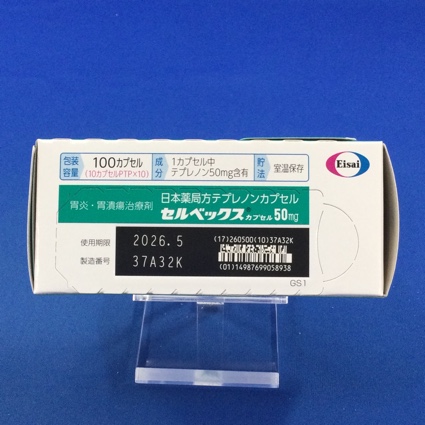 包装容量 100カプセル (10カプセルPTP×10) 成分 1カプセル中 テプレノン50mg含有 貯法 室温保存
Eisai
胃炎・胃潰瘍治療剤
日本薬局方テプレノンカプセル
セルベックスカプセル50mg
使用期限 2026.5
製造番号 37A32K
(17)260500(10)37A32K
(01)14987699058938
GS1